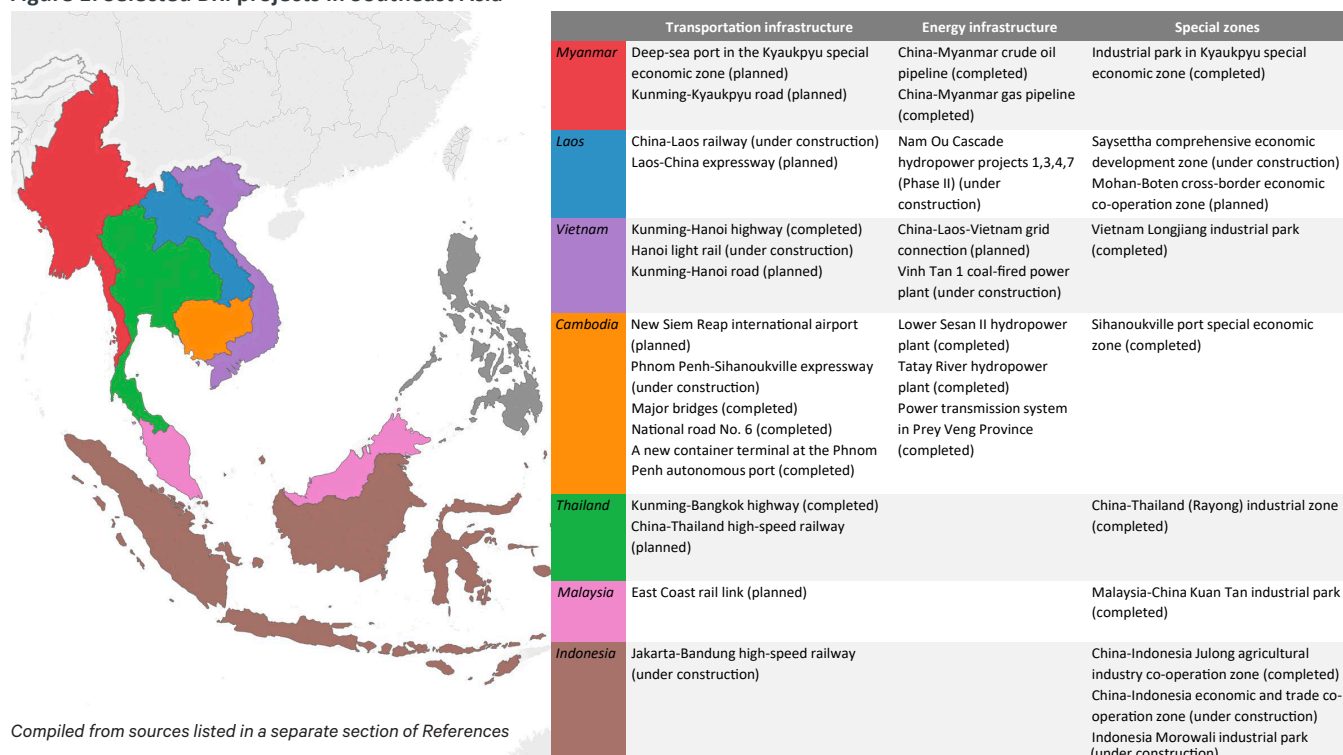 Figure 1: Selected BRI projects in Southeast Asia
Transportation infrastructure Energy infrastructure Special zones
Myanmar
Deep-sea port in the Kyaukpyu special
economic zone (planned)
Kunming-Kyaukpyu road (planned)
China-Myanmar crude oil
pipeline (completed)
China-Myanmar gas pipeline
(completed)
Industrial park in Kyaukpyu special
economic zone (completed)
Laos
China-Laos railway (under construction)
Laos-China expressway (planned)
Nam Ou Cascade
hydropower projects 1,3,4,7
(Phase II) (under
construction)
Saysettha comprehensive economic
development zone (under construction)
Mohan-Boten cross-border economic
co-operation zone (planned)
Vietnam
Kunming-Hanoi highway (completed)
Hanoi light rail (under construction)
Kunming-Hanoi road (planned)
China-Laos-Vietnam grid
connection (planned)
Vinh Tan 1 coal-fired power
plant (under construction)
Vietnam Longjiang industrial park
(completed)
Cambodia
New Siem Reap international airport
(planned)
Phnom Penh-Sihanoukville expressway
(under construction)
Major bridges (completed)
National road No. 6 (completed)
A new container terminal at the Phnom
Penh autonomous port (completed)
Lower Sesan II hydropower
plant (completed)
Tatay River hydropower
plant (completed)
Power transmission system
in Prey Veng Province
(completed)
Sihanoukville port special economic
zone (completed)
Thailand
Kunming-Bangkok highway (completed)
China-Thailand high-speed railway
(planned)
China-Thailand (Rayong) industrial zone
(completed)
Malaysia
East Coast rail link (planned)
Malaysia-China Kuan Tan industrial park
(completed)
Indonesia
Jakarta-Bandung high-speed railway
(under construction)
China-Indonesia Julong agricultural
industry co-operation zone (completed)
China-Indonesia economic and trade co-
operation zone (under construction)
Indonesia Morowali industrial park
(under construction)
Compiled from sources listed in a separate section of References